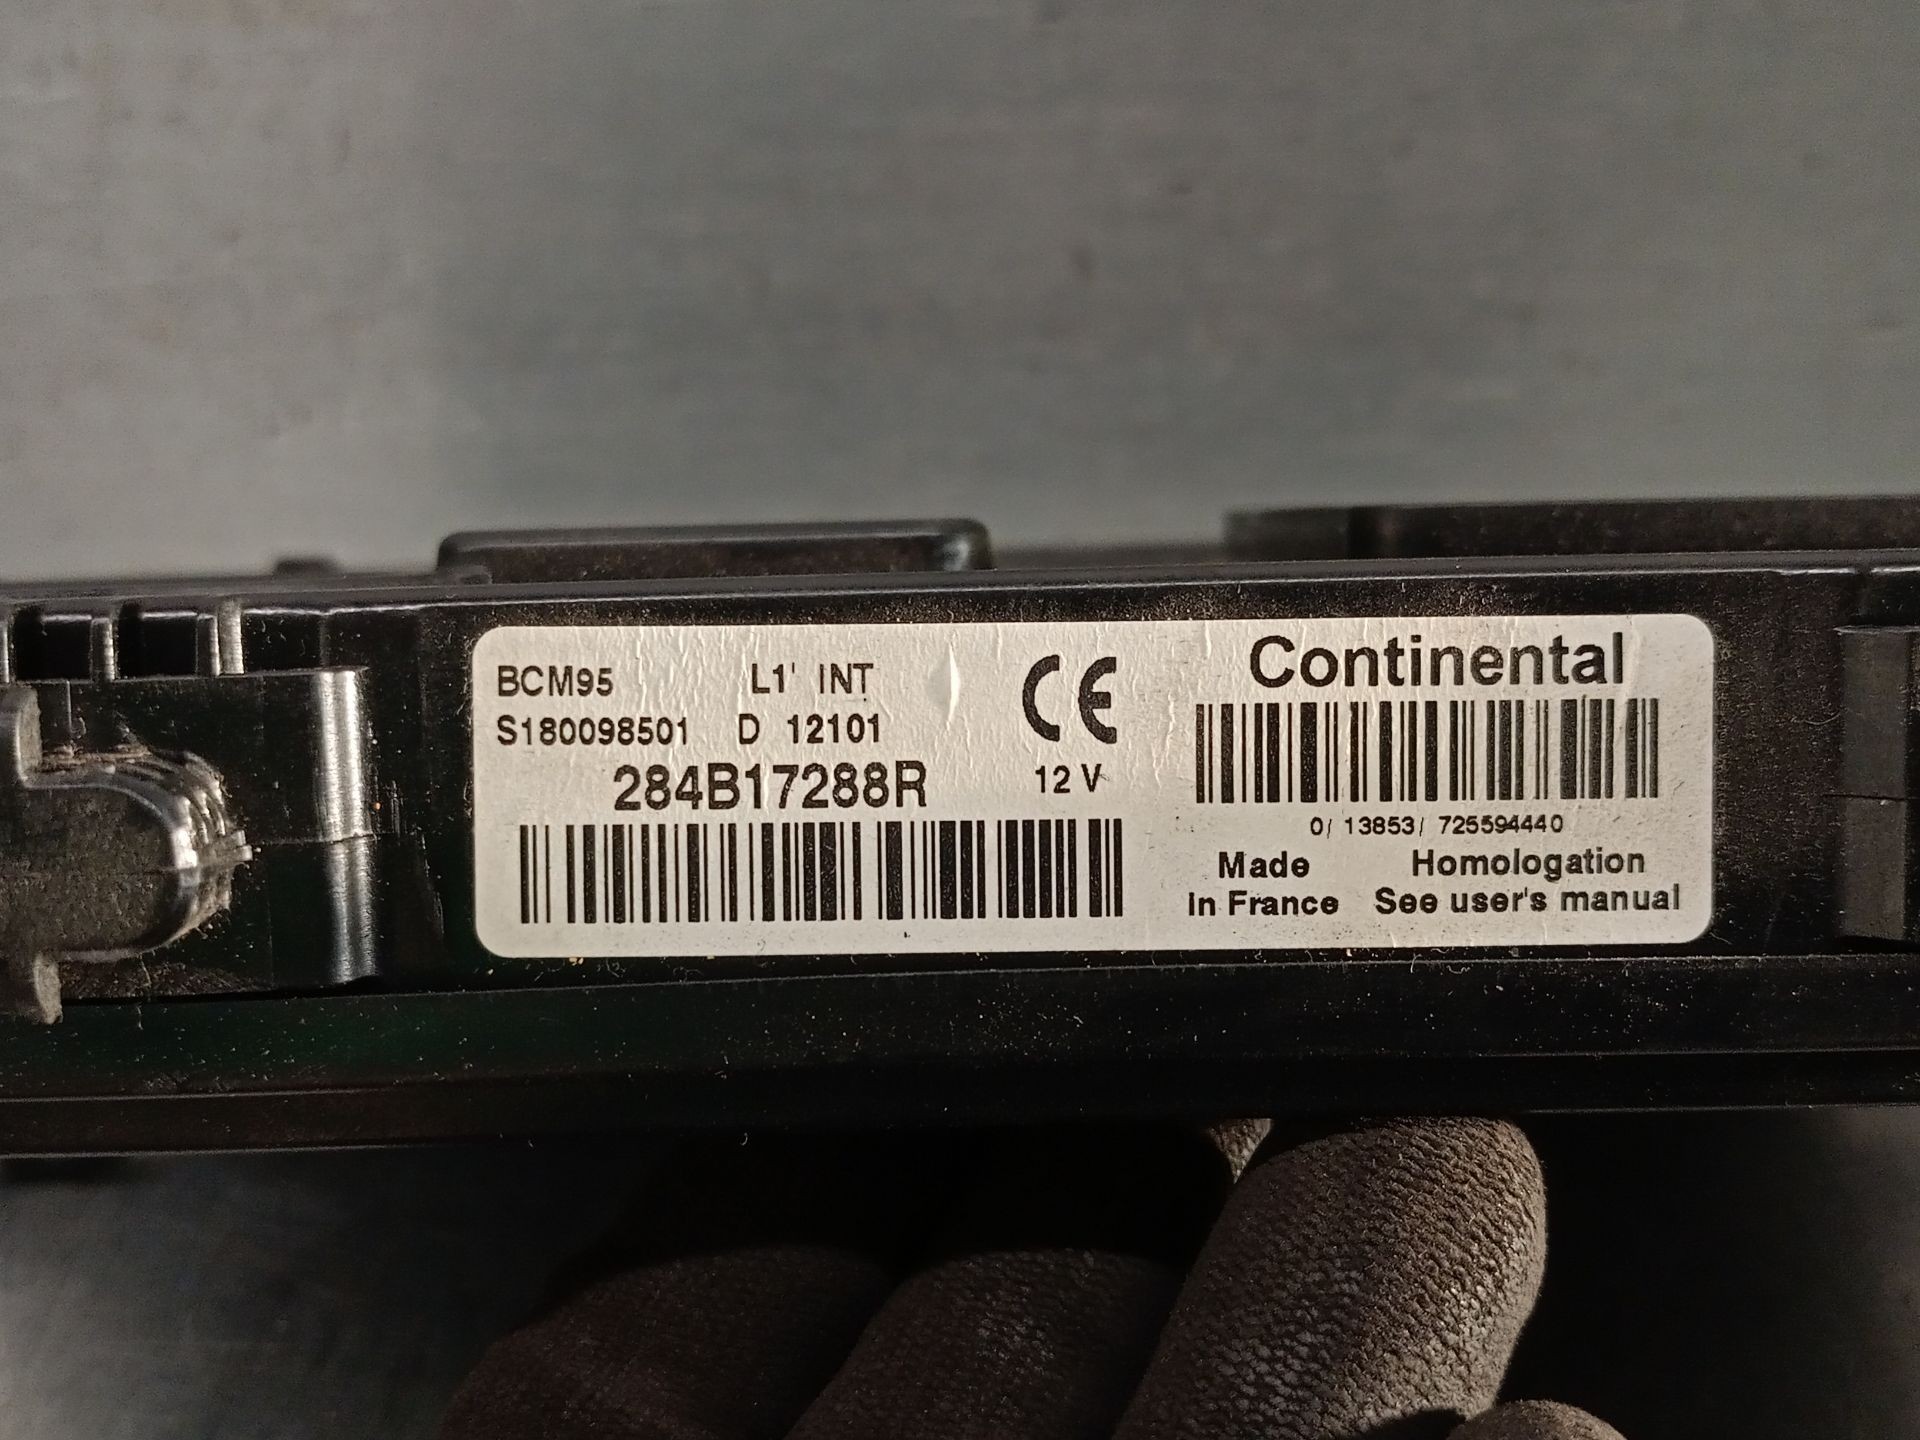 BCM95 L1' INT
S180098501 D 12101
284B17288R
CE
12 V
Continental
0/ 13853/ 725594440
Made
in France
Homologation
See user's manual